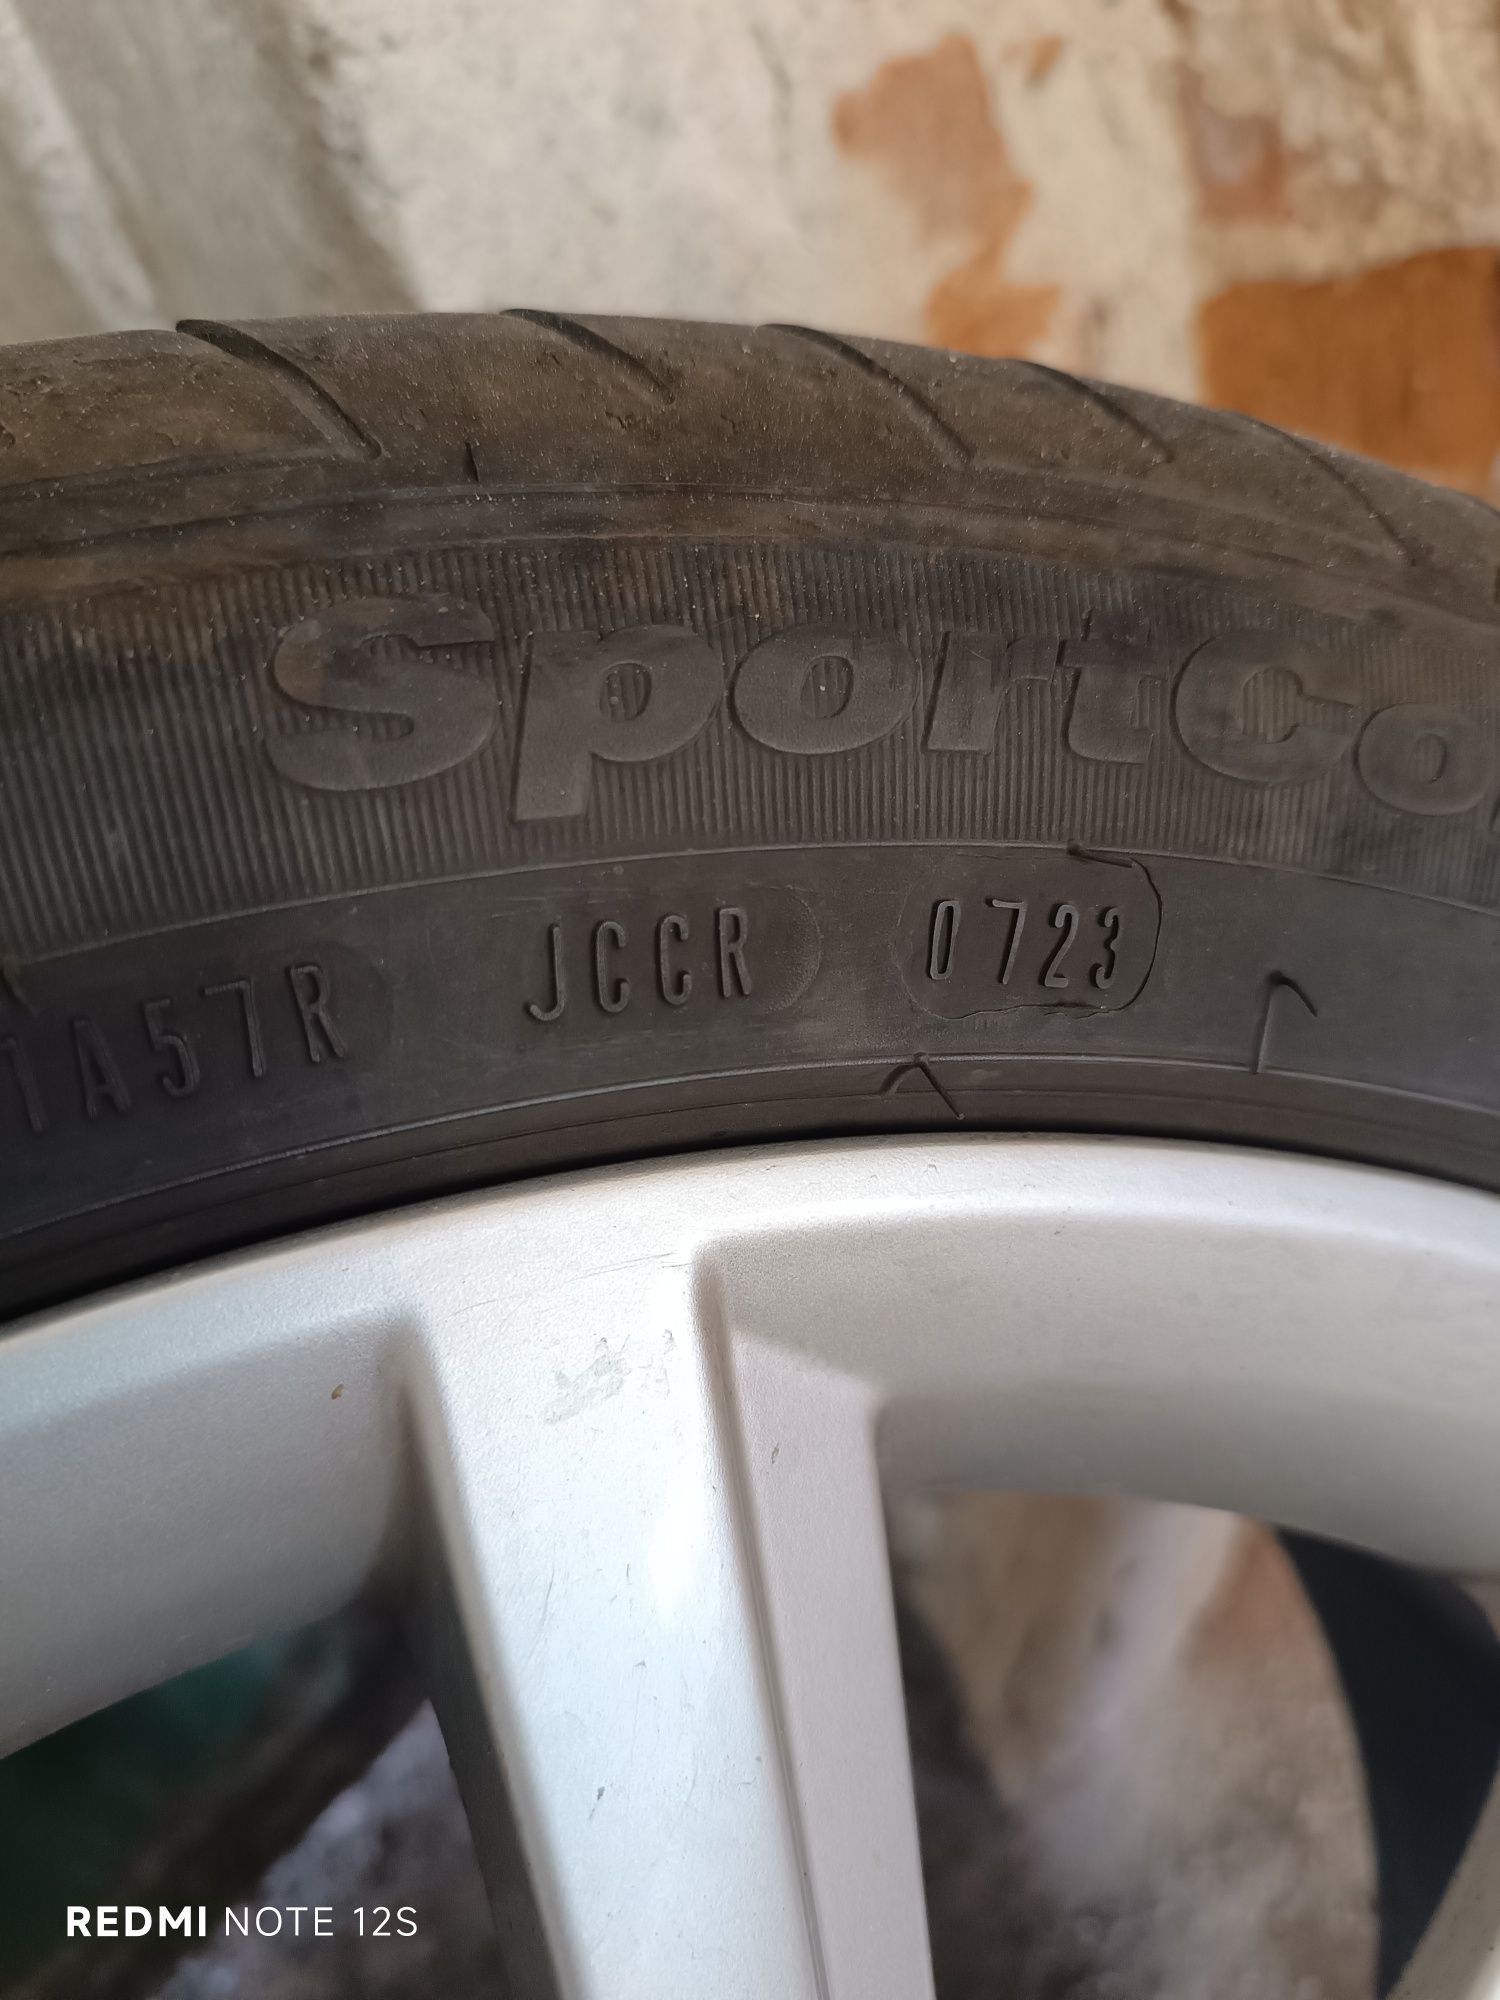 SportCo
1A57R JCCR 0723
REDMI NOTE 12S